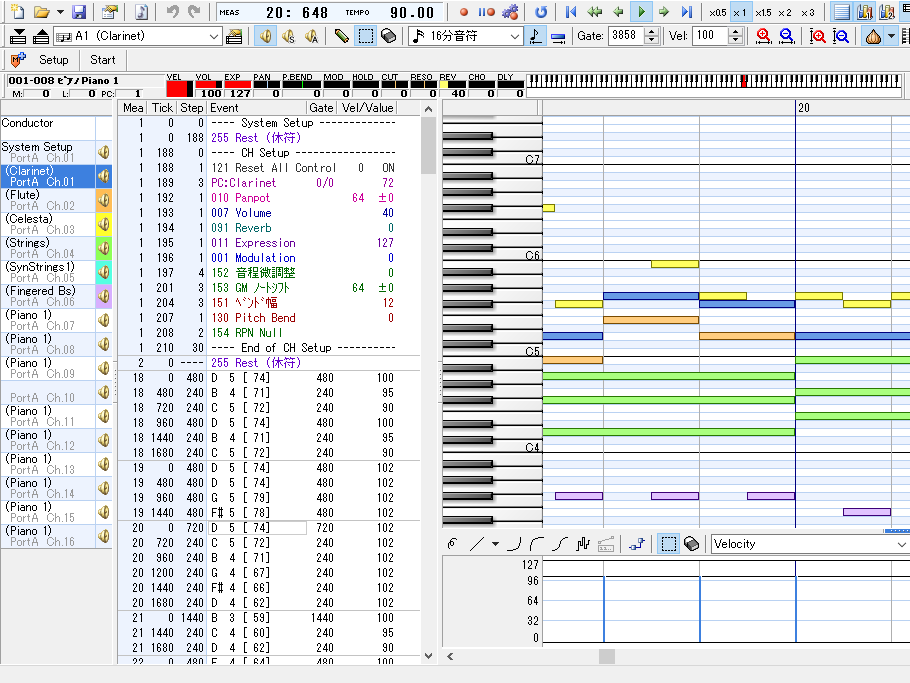 MEAS 20: 648 TEMPO 90.00 x0.5 x 1 x1.5 x 2 x 3
A1 (Clarinet) 16分音符 Gate: 3858 Vel: 100
Setup Start
001-008 ﾋﾟｱﾉ Piano 1 VEL VOL EXP PAN P.BEND MOD HOLD CUT RESO REV CHO DLY
M: 0 L: 0 PC: 1 100 127 0 0 0 0 0 0 40 0 0
Mea Tick Step Event Gate Vel/Value
Conductor
System Setup
PortA Ch.01
(Clarinet)
PortA Ch.01
(Flute)
PortA Ch.02
(Celesta)
PortA Ch.03
(Strings)
PortA Ch.04
(SynStrings1)
PortA Ch.05
(Fingered Bs)
PortA Ch.06
(Piano 1)
PortA Ch.07
(Piano 1)
PortA Ch.08
(Piano 1)
PortA Ch.09
PortA Ch.10
(Piano 1)
PortA Ch.11
(Piano 1)
PortA Ch.12
(Piano 1)
PortA Ch.13
(Piano 1)
PortA Ch.14
(Piano 1)
PortA Ch.15
(Piano 1)
PortA Ch.16
1 0 0 ---- System Setup --------------
1 0 188 255 Rest (休符)
1 188 0 ---- CH Setup --------------
1 188 1 121 Reset All Control 0 ON
1 189 3 PC:Clarinet 0/0 72
1 192 1 010 Panpot 64 ±0
1 193 1 007 Volume 40
1 194 1 091 Reverb 0
1 195 1 011 Expression 127
1 196 1 001 Modulation 0
1 197 4 152 音程微調整 0
1 201 3 153 GM ﾉｰﾄｼﾌﾄ 64 ±0
1 204 3 151 ﾍﾞﾝﾄﾞ幅 12
1 207 1 130 Pitch Bend 0
1 208 2 154 RPN Null
1 210 30 ---- End of CH Setup ----------
2 0 ---- 255 Rest (休符)
18 0 480 D 5 [ 74] 480 100
18 480 240 B 4 [ 71] 240 95
18 720 240 C 5 [ 72] 240 90
18 960 480 D 5 [ 74] 480 100
18 1440 240 B 4 [ 71] 240 95
18 1680 240 C 5 [ 72] 240 90
19 0 480 D 5 [ 74] 480 102
19 480 480 D 5 [ 74] 480 102
19 960 480 G 5 [ 79] 480 102
19 1440 480 F# 5 [ 78] 480 102
20 0 720 D 5 [ 74] 720 102
20 720 240 C 5 [ 72] 240 102
20 960 240 B 4 [ 71] 240 102
20 1200 240 G 4 [ 67] 240 102
20 1440 240 F# 4 [ 66] 240 102
20 1680 240 D 4 [ 62] 240 102
21 0 1440 B 3 [ 59] 1440 100
21 1440 240 C 4 [ 60] 240 95
21 1680 240 D 4 [ 62] 240 90
22 0 480 E 4 [ 64] 480 100
20
C7
C6
C5
C4
Velocity
127
96
64
32
0